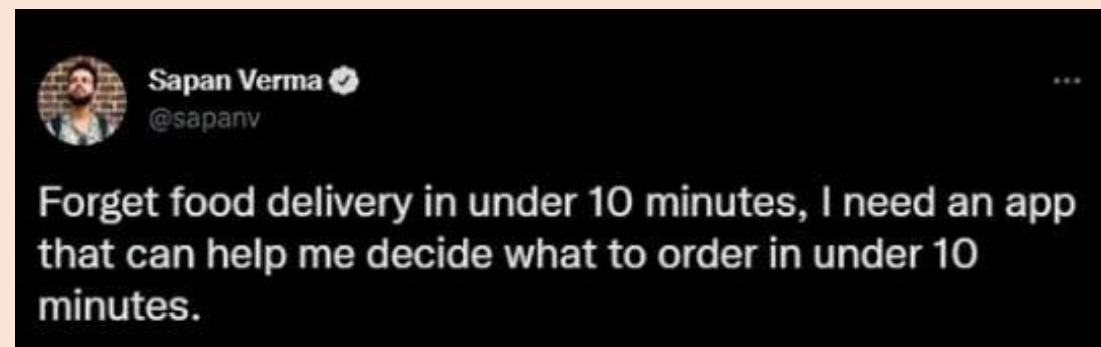 Sapan Verma
@sapanv
Forget food delivery in under 10 minutes, I need an app
that can help me decide what to order in under 10
minutes.